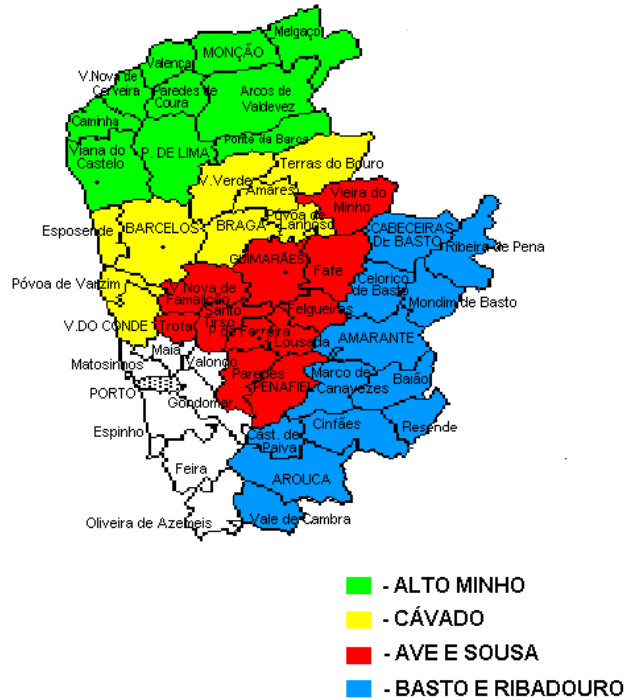 Melgaço
MONÇÃO
Valença
V.Nova de
Cerveira
Paredes de
Coura
Arcos de
Valdevez
Caminha
Ponte da Barca
Viana do
Castelo
P. DE LIMA
Terras do Bouro
V.Verde
Amares
Vieira do
Minho
Póvoa de
Lanhoso
Esposende
BARCELOS
BRAGA
CABECEIRAS
DE BASTO
Ribeira de Pena
GUIMARÃES
Fafe
Celorico
de Basto
Póvoa de Varzim
V.Nova de
Famalicão
Mondim de Basto
Santo
Tirso
Felgueiras
V.DO CONDE
Trofa
P.de Ferreira
Lousada
AMARANTE
Maia
Matosinhos
Valongo
Paredes
PENAFIEL
Marco de
Canavezes
Baião
PORTO
Gondomar
Espinho
Cast. de
Paiva
Cinfães
Resende
Feira
AROUCA
Oliveira de Azemeis
Vale de Cambra
- ALTO MINHO
- CÁVADO
- AVE E SOUSA
- BASTO E RIBADOURO